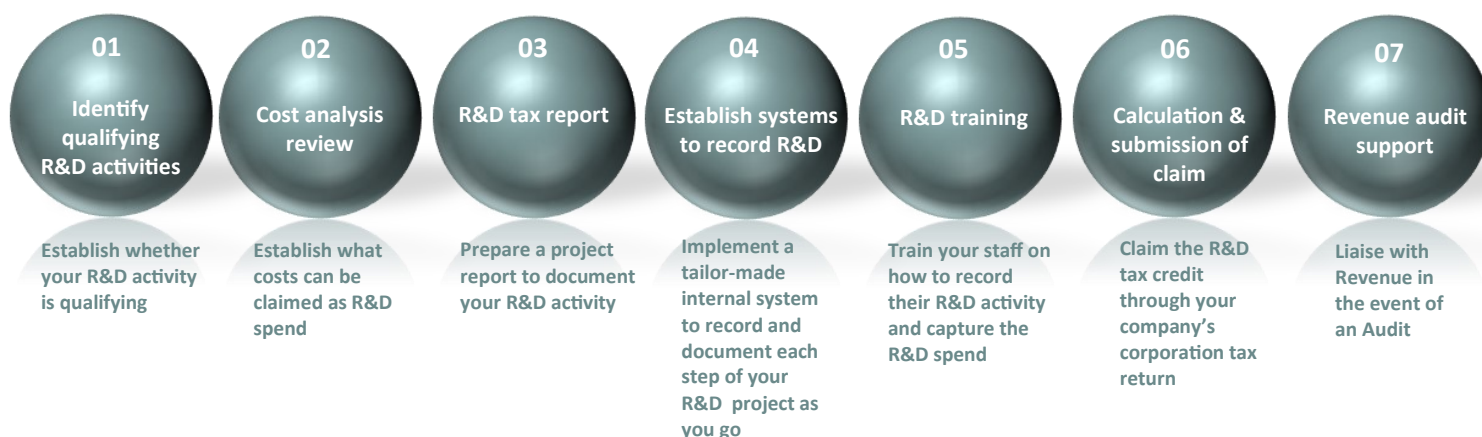 01
Identify
qualifying
R&D activities
02
Cost analysis
review
03
R&D tax report
04
Establish systems
to record R&D
05
R&D training
06
Calculation &
submission of
claim
07
Revenue audit
support
Establish whether
your R&D activity
is qualifying
Establish what
costs can be
claimed as R&D
spend
Prepare a project
report to document
your R&D activity
Implement a
tailor-made
internal system
to record and
document each
step of your
R&D  project as
you go
Train your staff on
how to record
their R&D activity
and capture the
R&D spend
Claim the R&D
tax credit
through your
company’s
corporation tax
return
Liaise with
Revenue in
the event of
an Audit